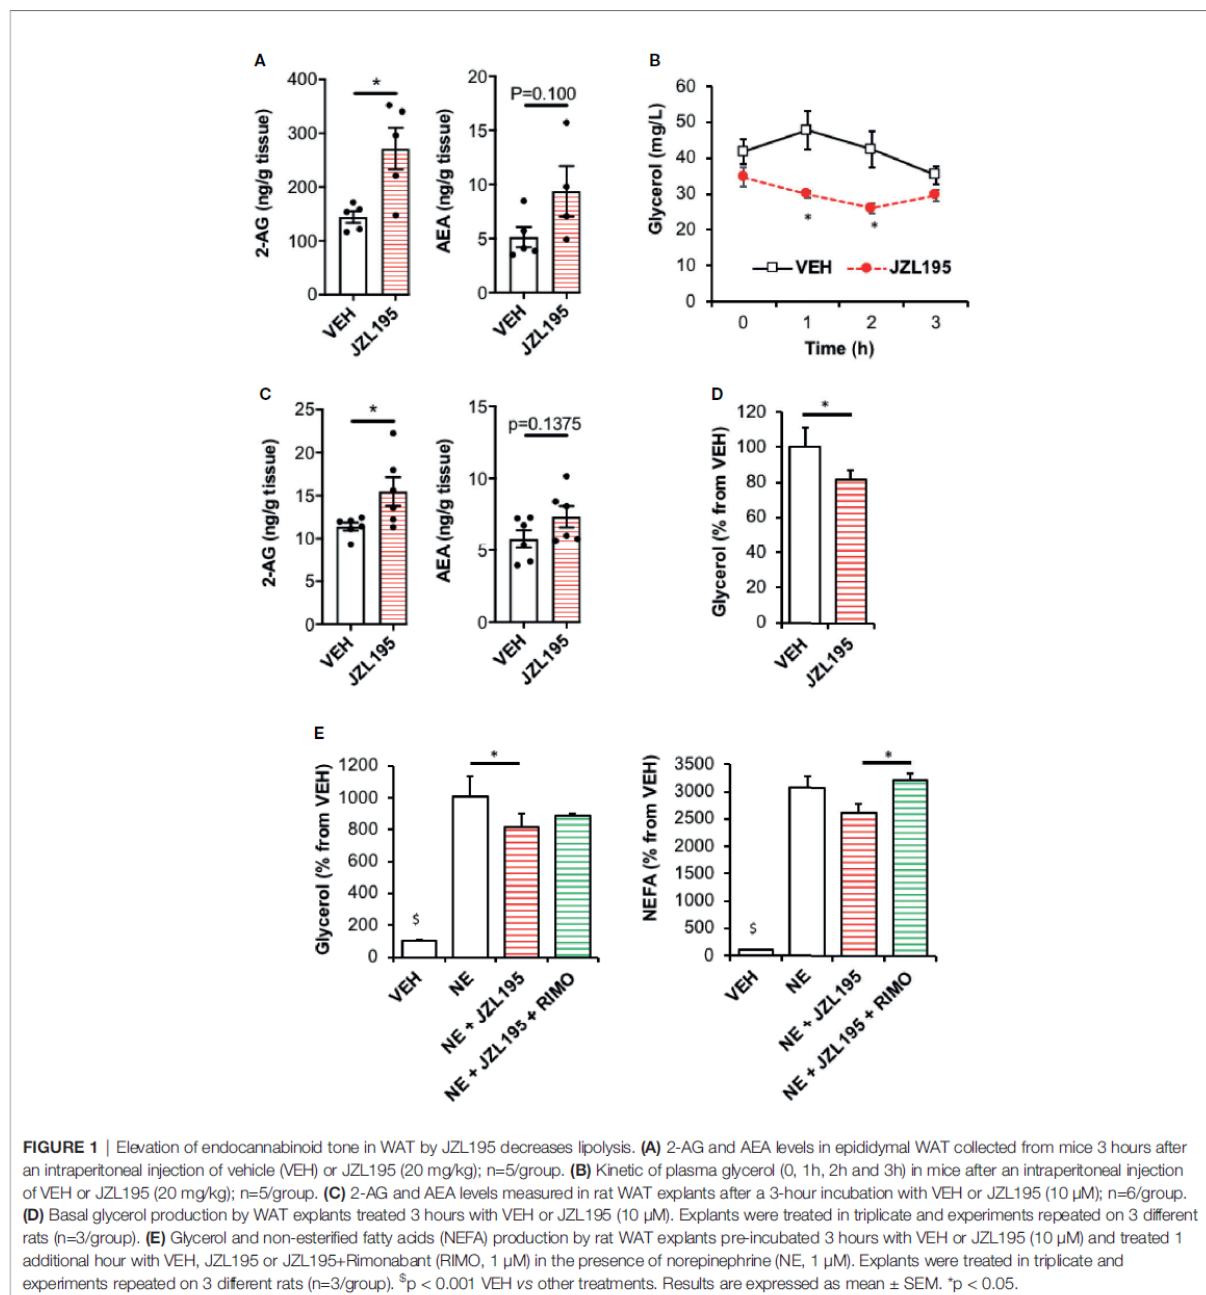 A
400
300
200
100
0
2-AG (ng/g tissue)
*
VEH
JZL195
20
15
10
5
0
AEA (ng/g tissue)
P=0.100
VEH
JZL195
B
60
50
40
30
20
10
0
Glycerol (mg/L)
*
*
VEH
JZL195
0 1 2 3
Time (h)
C
25
20
15
10
5
0
2-AG (ng/g tissue)
*
VEH
JZL195
15
10
5
0
AEA (ng/g tissue)
p=0.1375
VEH
JZL195
D
120
100
80
60
40
20
0
Glycerol (% from VEH)
*
VEH
JZL195
E
1200
1000
800
600
400
200
0
Glycerol (% from VEH)
$
*
VEH
NE
NE + JZL195
NE + JZL195 + RIMO
3500
3000
2500
2000
1500
1000
500
0
NEFA (% from VEH)
$
*
VEH
NE
NE + JZL195
NE + JZL195 + RIMO
FIGURE 1 | Elevation of endocannabinoid tone in WAT by JZL195 decreases lipolysis. (A) 2-AG and AEA levels in epididymal WAT collected from mice 3 hours after
an intraperitoneal injection of vehicle (VEH) or JZL195 (20 mg/kg); n=5/group. (B) Kinetic of plasma glycerol (0, 1h, 2h and 3h) in mice after an intraperitoneal injection
of VEH or JZL195 (20 mg/kg); n=5/group. (C) 2-AG and AEA levels measured in rat WAT explants after a 3-hour incubation with VEH or JZL195 (10 µM); n=6/group.
(D) Basal glycerol production by WAT explants treated 3 hours with VEH or JZL195 (10 µM). Explants were treated in triplicate and experiments repeated on 3 different
rats (n=3/group). (E) Glycerol and non-esterified fatty acids (NEFA) production by rat WAT explants pre-incubated 3 hours with VEH or JZL195 (10 µM) and treated 1
additional hour with VEH, JZL195 or JZL195+Rimonabant (RIMO, 1 µM) in the presence of norepinephrine (NE, 1 µM). Explants were treated in triplicate and
experiments repeated on 3 different rats (n=3/group). $p < 0.001 VEH vs other treatments. Results are expressed as mean ± SEM. *p < 0.05.